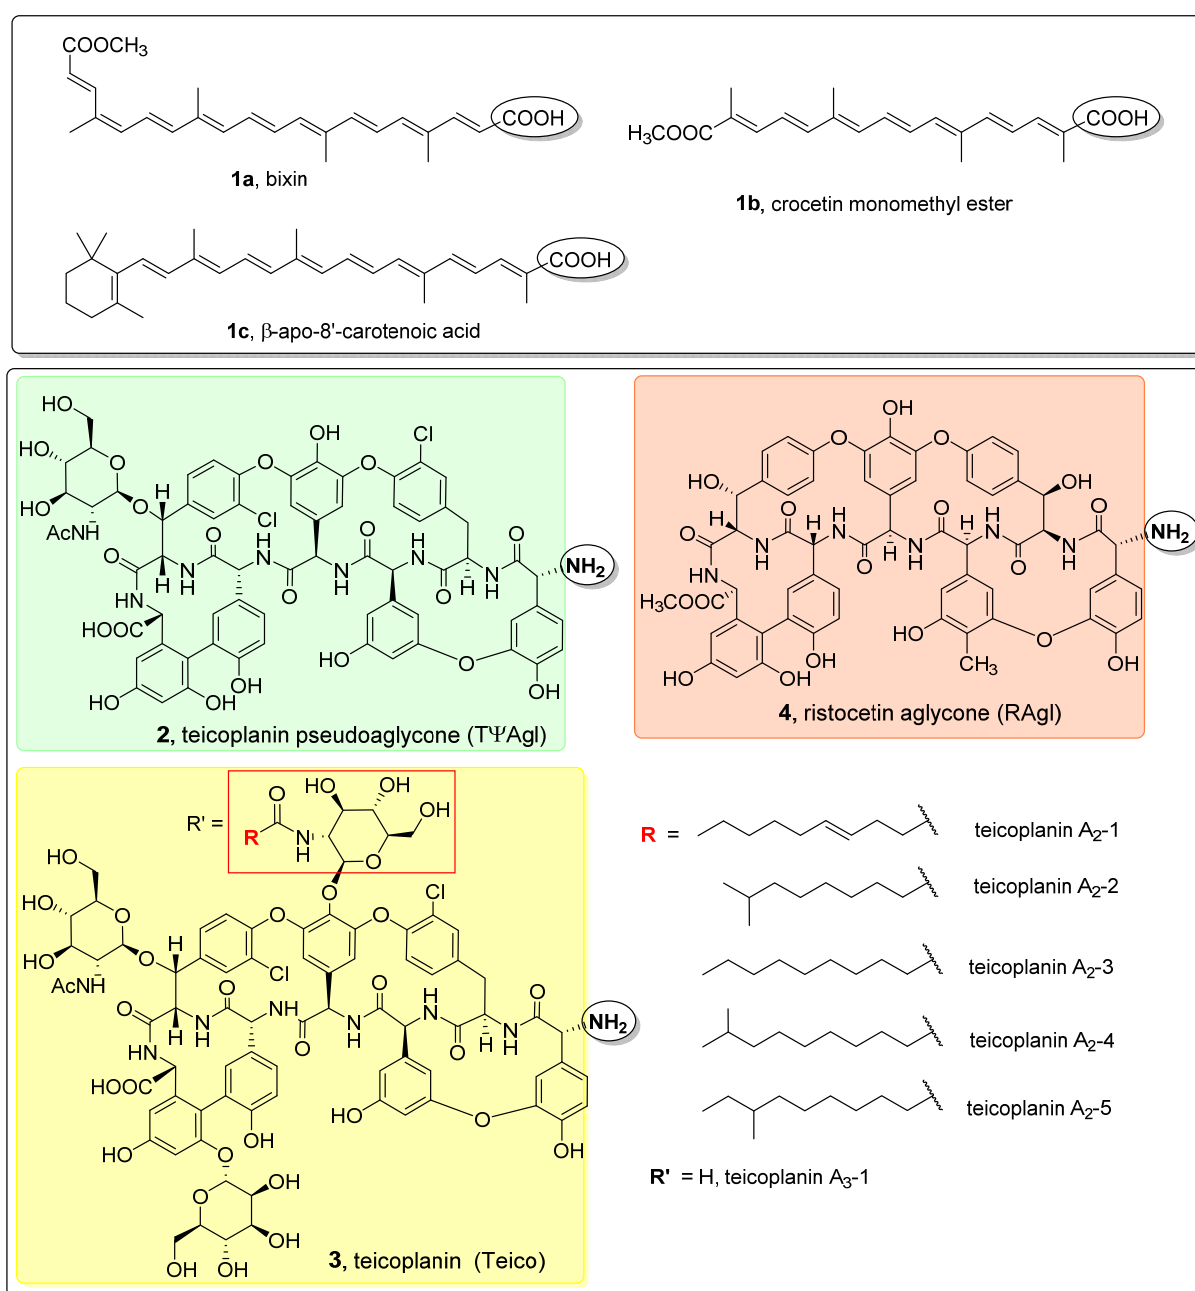 COOCH3
COOH
1a, bixin
H3COOC
COOH
1b, crocetin monomethyl ester
COOH
1c, β-apo-8'-carotenoic acid
HO
HO
O
HO
O
AcNH
H
O
OH
O
Cl
Cl
O
N
H
O
H
N
O
N
H
O
H
N
O
H
N
H
O
NH2
H
HN
HOOC
HO
OH
OH
HO
O
OH
2, teicoplanin pseudoaglycone (TΨAgl)
OH
O
O
HO
OH
H
O
N
H
O
H
H
N
O
H
N
H
O
H
H
N
O
H
N
H
O
NH2
HN
H3COOC
HO
OH
OH
HO
CH3
O
OH
4, ristocetin aglycone (RAgl)
R' =
O
R
N
H
HO
OH
OH
O
O
HO
HO
O
HO
O
AcNH
H
O
O
Cl
Cl
O
N
H
O
H
NH
O
N
H
O
H
N
O
H
N
H
O
NH2
HN
HOOC
HO
OH
O
HO
O
OH
O
OH
OH
OH
OH
3, teicoplanin (Teico)
R =
teicoplanin A2-1
teicoplanin A2-2
teicoplanin A2-3
teicoplanin A2-4
teicoplanin A2-5
R' = H, teicoplanin A3-1